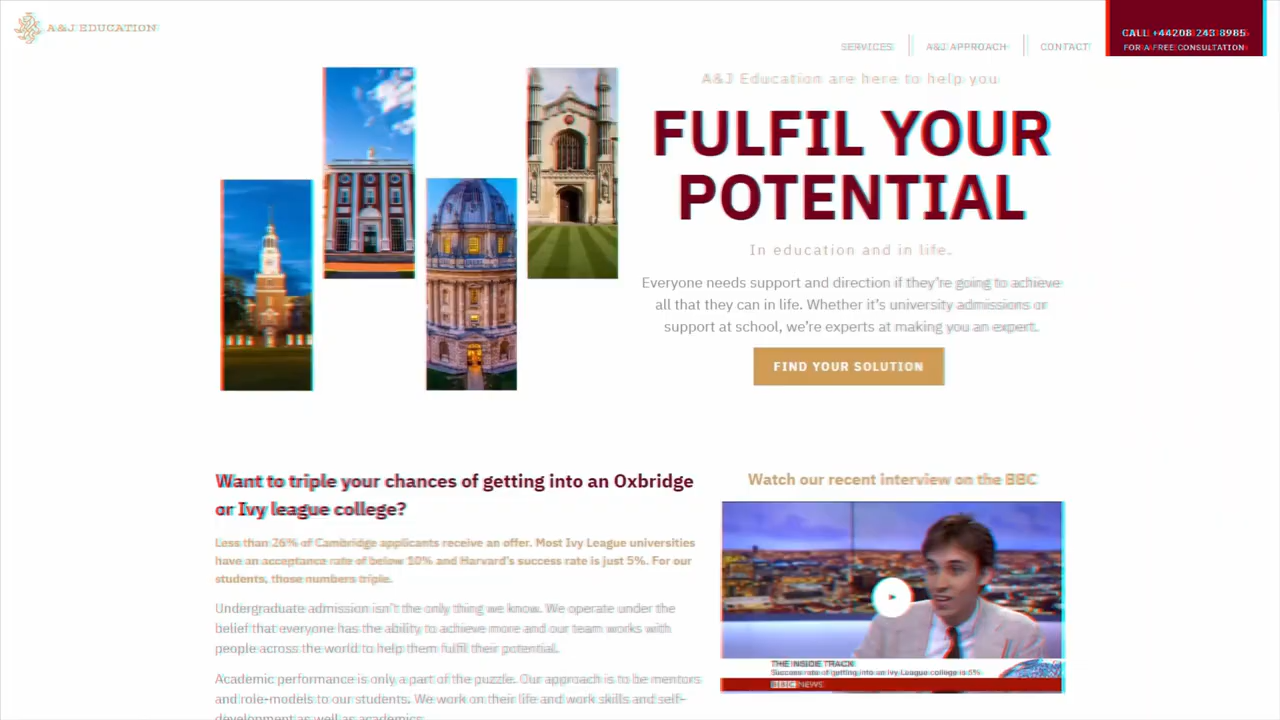 A&J EDUCATION
SERVICES
A&J APPROACH
CONTACT
CALL +44208 243 8985
FOR A FREE CONSULTATION
A&J Education are here to help you
FULFIL YOUR
POTENTIAL
In education and in life.
Everyone needs support and direction if they're going to achieve
all that they can in life. Whether it's university admissions or
support at school, we're experts at making you an expert.
FIND YOUR SOLUTION
Want to triple your chances of getting into an Oxbridge
or Ivy league college?
Less than 26% of Cambridge applicants receive an offer. Most Ivy League universities
have an acceptance rate of below 10% and Harvard's success rate is just 5%. For our
students, those numbers triple.
Undergraduate admission isn't the only thing we know. We operate under the
belief that everyone has the ability to achieve more and our team works with
people across the world to help them fulfil their potential.
Academic performance is only a part of the puzzle. Our approach is to be mentors
and role-models to our students. We work on their life and work skills and self-
development as well as academics.
Watch our recent interview on the BBC
THE INSIDE TRACK
Success rate of getting into an Ivy League college is 5%
BBC NEWS